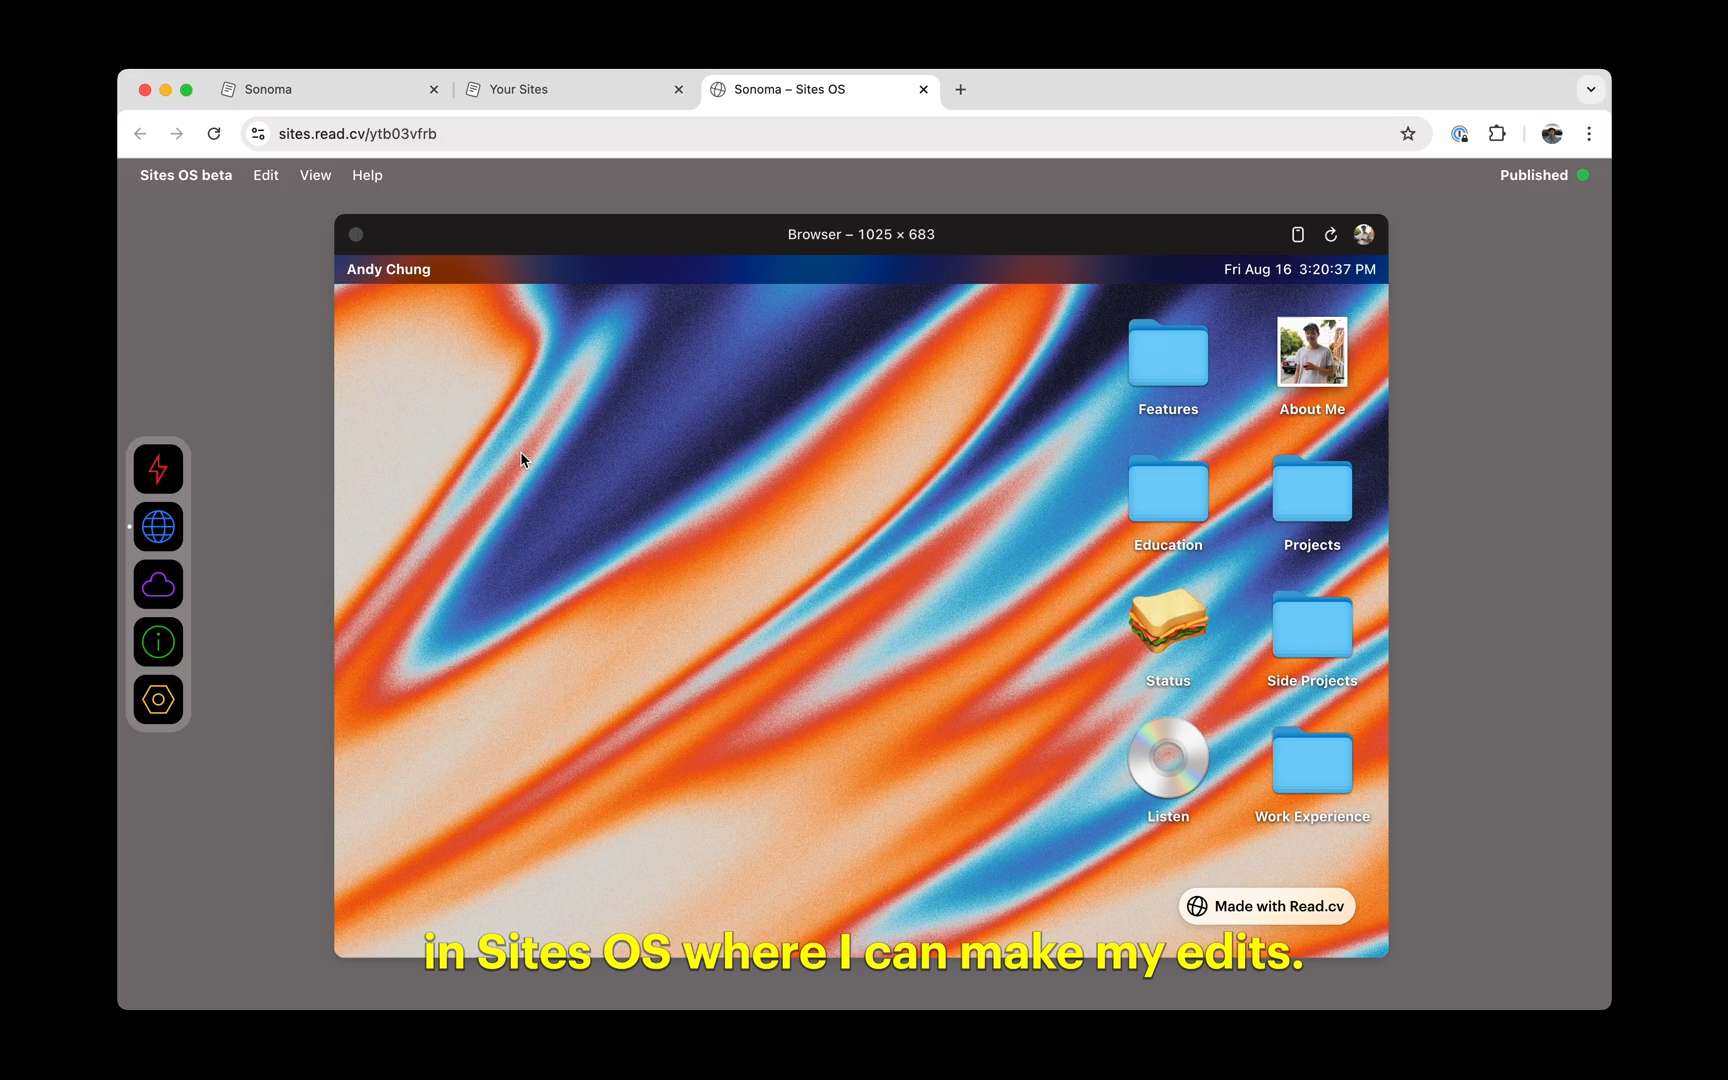 Sonoma
Your Sites
Sonoma – Sites OS
sites.read.cv/ytb03vfrb
Sites OS beta Edit View Help
Published
Browser – 1025 × 683
Andy Chung
Fri Aug 16 3:20:37 PM
Features
About Me
Education
Projects
Status
Side Projects
Listen
Work Experience
Made with Read.cv
in Sites OS where I can make my edits.